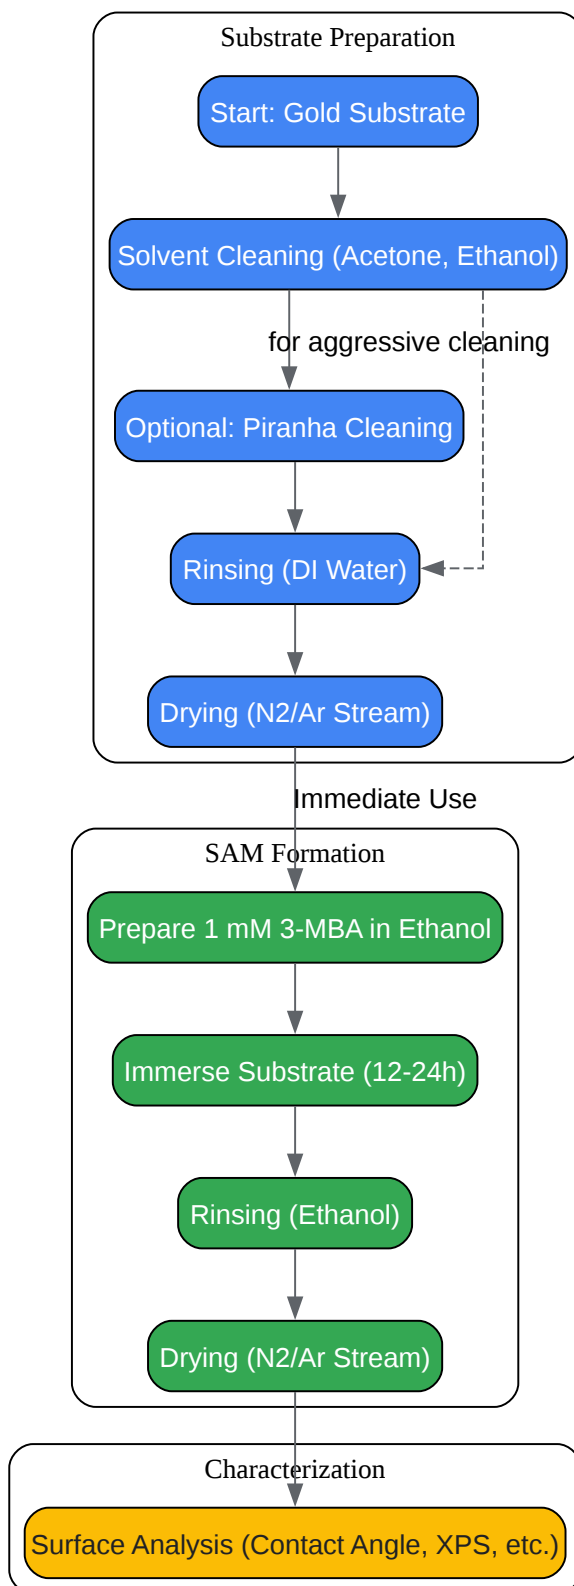 Substrate Preparation
Start: Gold Substrate
Solvent Cleaning (Acetone, Ethanol)
for aggressive cleaning
Optional: Piranha Cleaning
Rinsing (DI Water)
Drying (N2/Ar Stream)
Immediate Use
SAM Formation
Prepare 1 mM 3-MBA in Ethanol
Immerse Substrate (12-24h)
Rinsing (Ethanol)
Drying (N2/Ar Stream)
Characterization
Surface Analysis (Contact Angle, XPS, etc.)